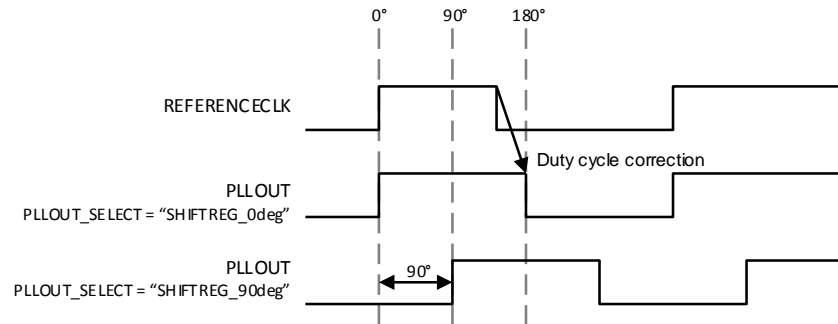 0° 90° 180°
REFERENCECLK
Duty cycle correction
PLLOUT
PLLOUT_SELECT = “SHIFTREG_0deg”
PLLOUT
90°
PLLOUT_SELECT = “SHIFTREG_90deg”